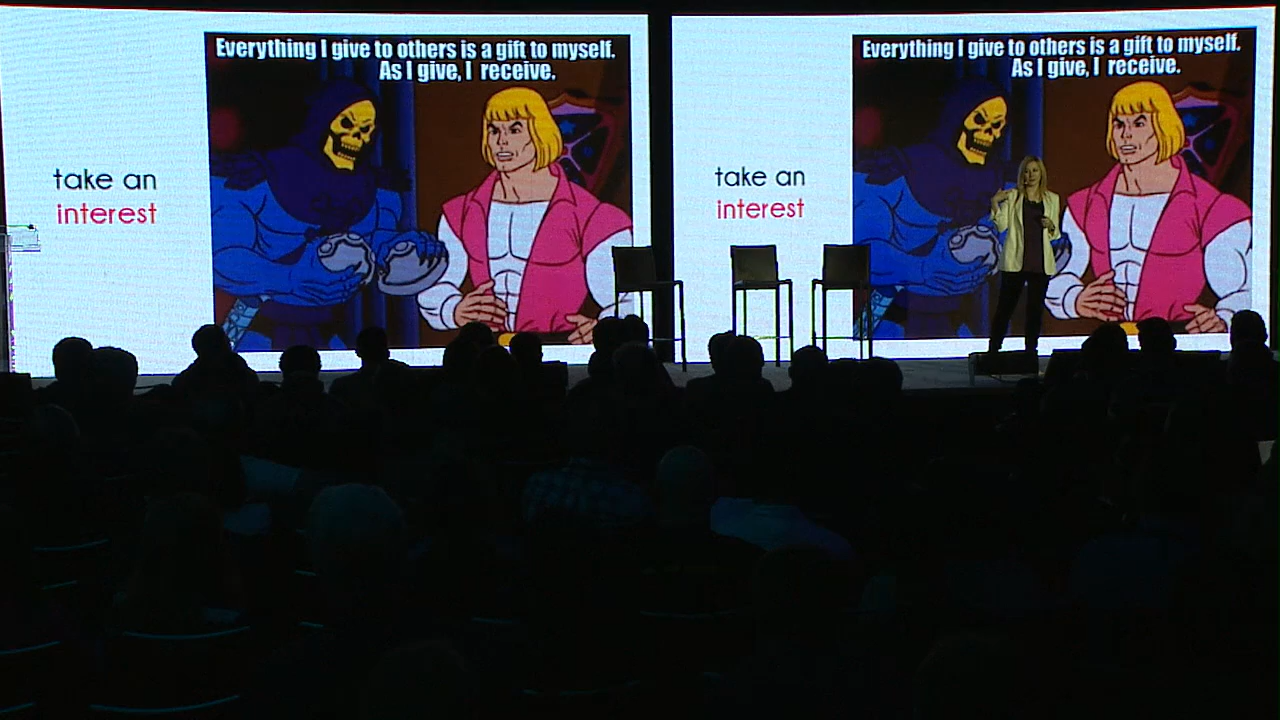 Everything I give to others is a gift to myself.
As I give, I receive.
take an
interest
Everything I give to others is a gift to myself.
As I give, I receive.
take an
interest